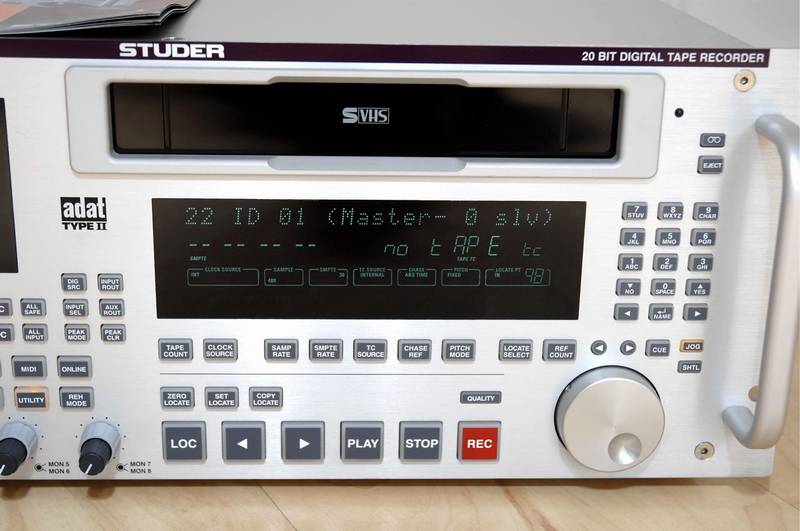 STUDER
20 BIT DIGITAL TAPE RECORDER
SVHS
EJECT
adat
TYPE II
22 ID 01 (Master- 0 slv)
-- -- -- -- -- no tAPE tc
SMPTE TAPE TC
CLOCK SOURCE SAMPLE SMPTE TC SOURCE CHASE PITCH LOCATE PT
INT 48K 30 INTERNAL ABS TIME FIXED IN 98
7 STUV 8 WXYZ 9 CHAR
4 JKL 5 MNO 6 PQR
1 ABC 2 DEF 3 GHI
NO 0 SPACE YES
NAME
DIG SRC INPUT ROUT
ALL SAFE INPUT SEL AUX ROUT
ALL INPUT PEAK MODE PEAK CLR
MIDI ONLINE
UTILITY REH MODE
TAPE COUNT CLOCK SOURCE SAMP RATE SMPTE RATE TC SOURCE CHASE REF PITCH MODE LOCATE SELECT REF COUNT CUE JOG
SHTL
ZERO LOCATE SET LOCATE COPY LOCATE QUALITY
LOC PLAY STOP REC
MON 5 MON 7
MON 6 MON 8